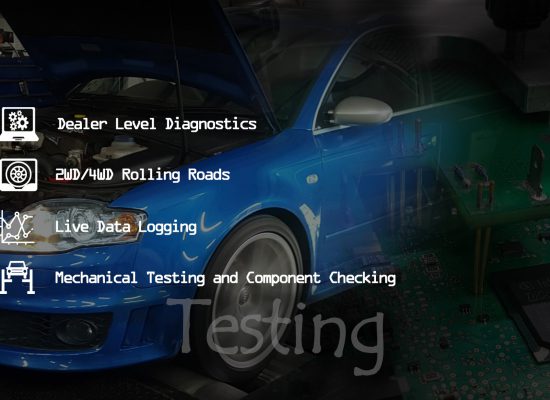 Dealer Level Diagnostics
2WD/4WD Rolling Roads
Live Data Logging
Mechanical Testing and Component Checking
Testing